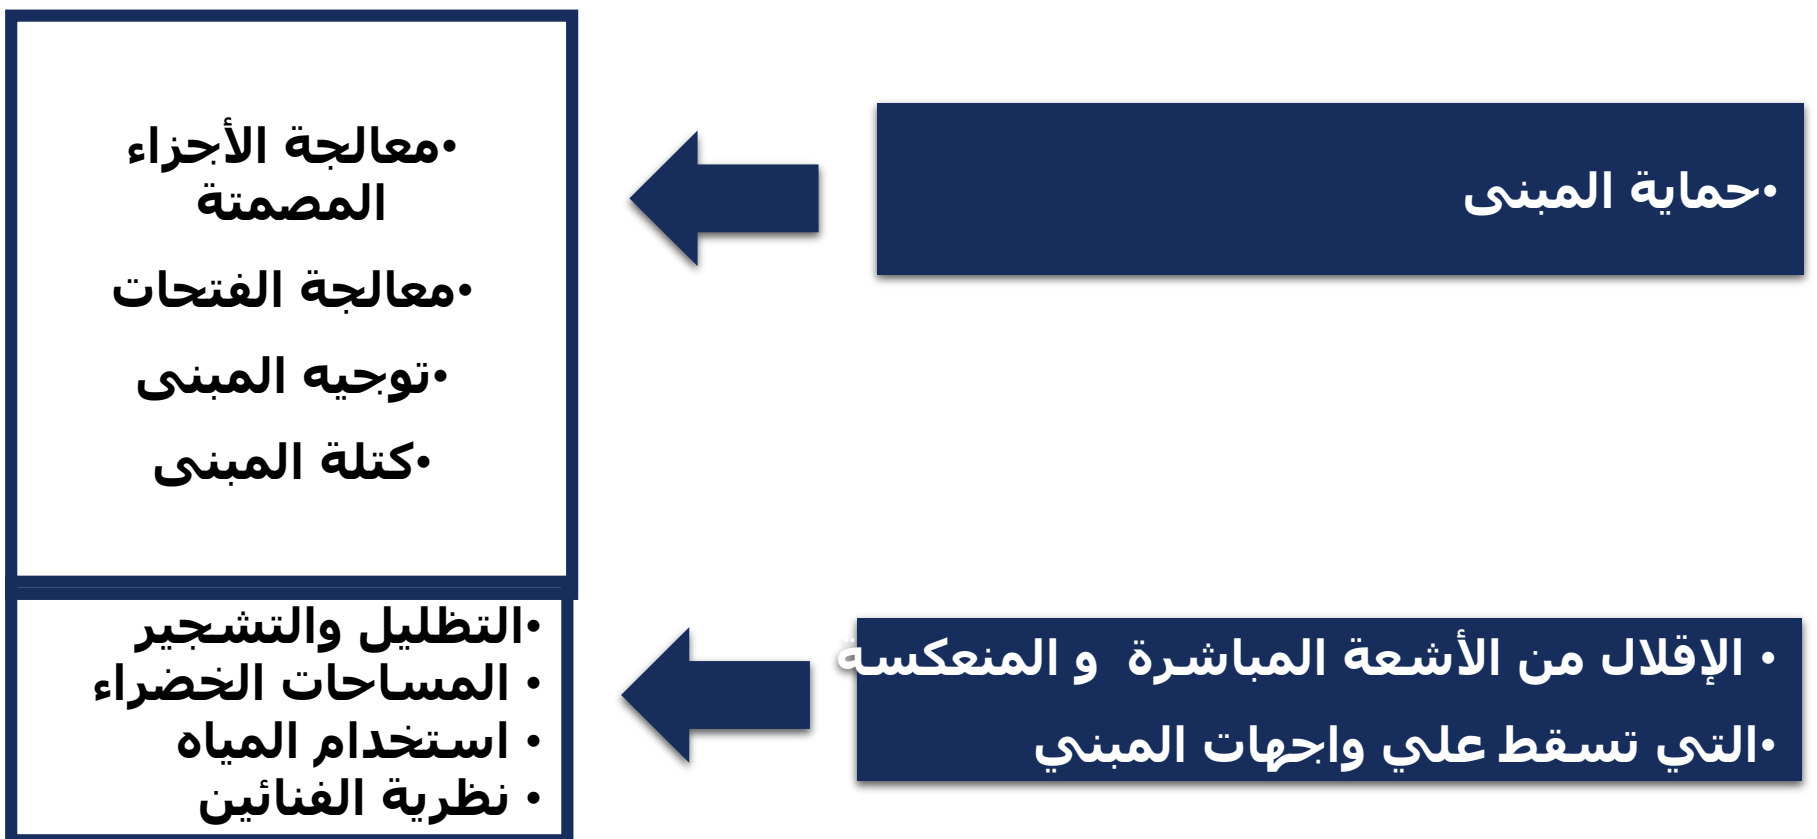 •حماية المبنى
•معالجة الأجزاء
المصمتة
•معالجة الفتحات
•توجيه المبنى
•كتلة المبنى
• الإقلال من الأشعة المباشرة و المنعكسة
•التي تسقط علي واجهات المبني
•التظليل والتشجير
• المساحات الخضراء
• استخدام المياه
• نظرية الفنائين